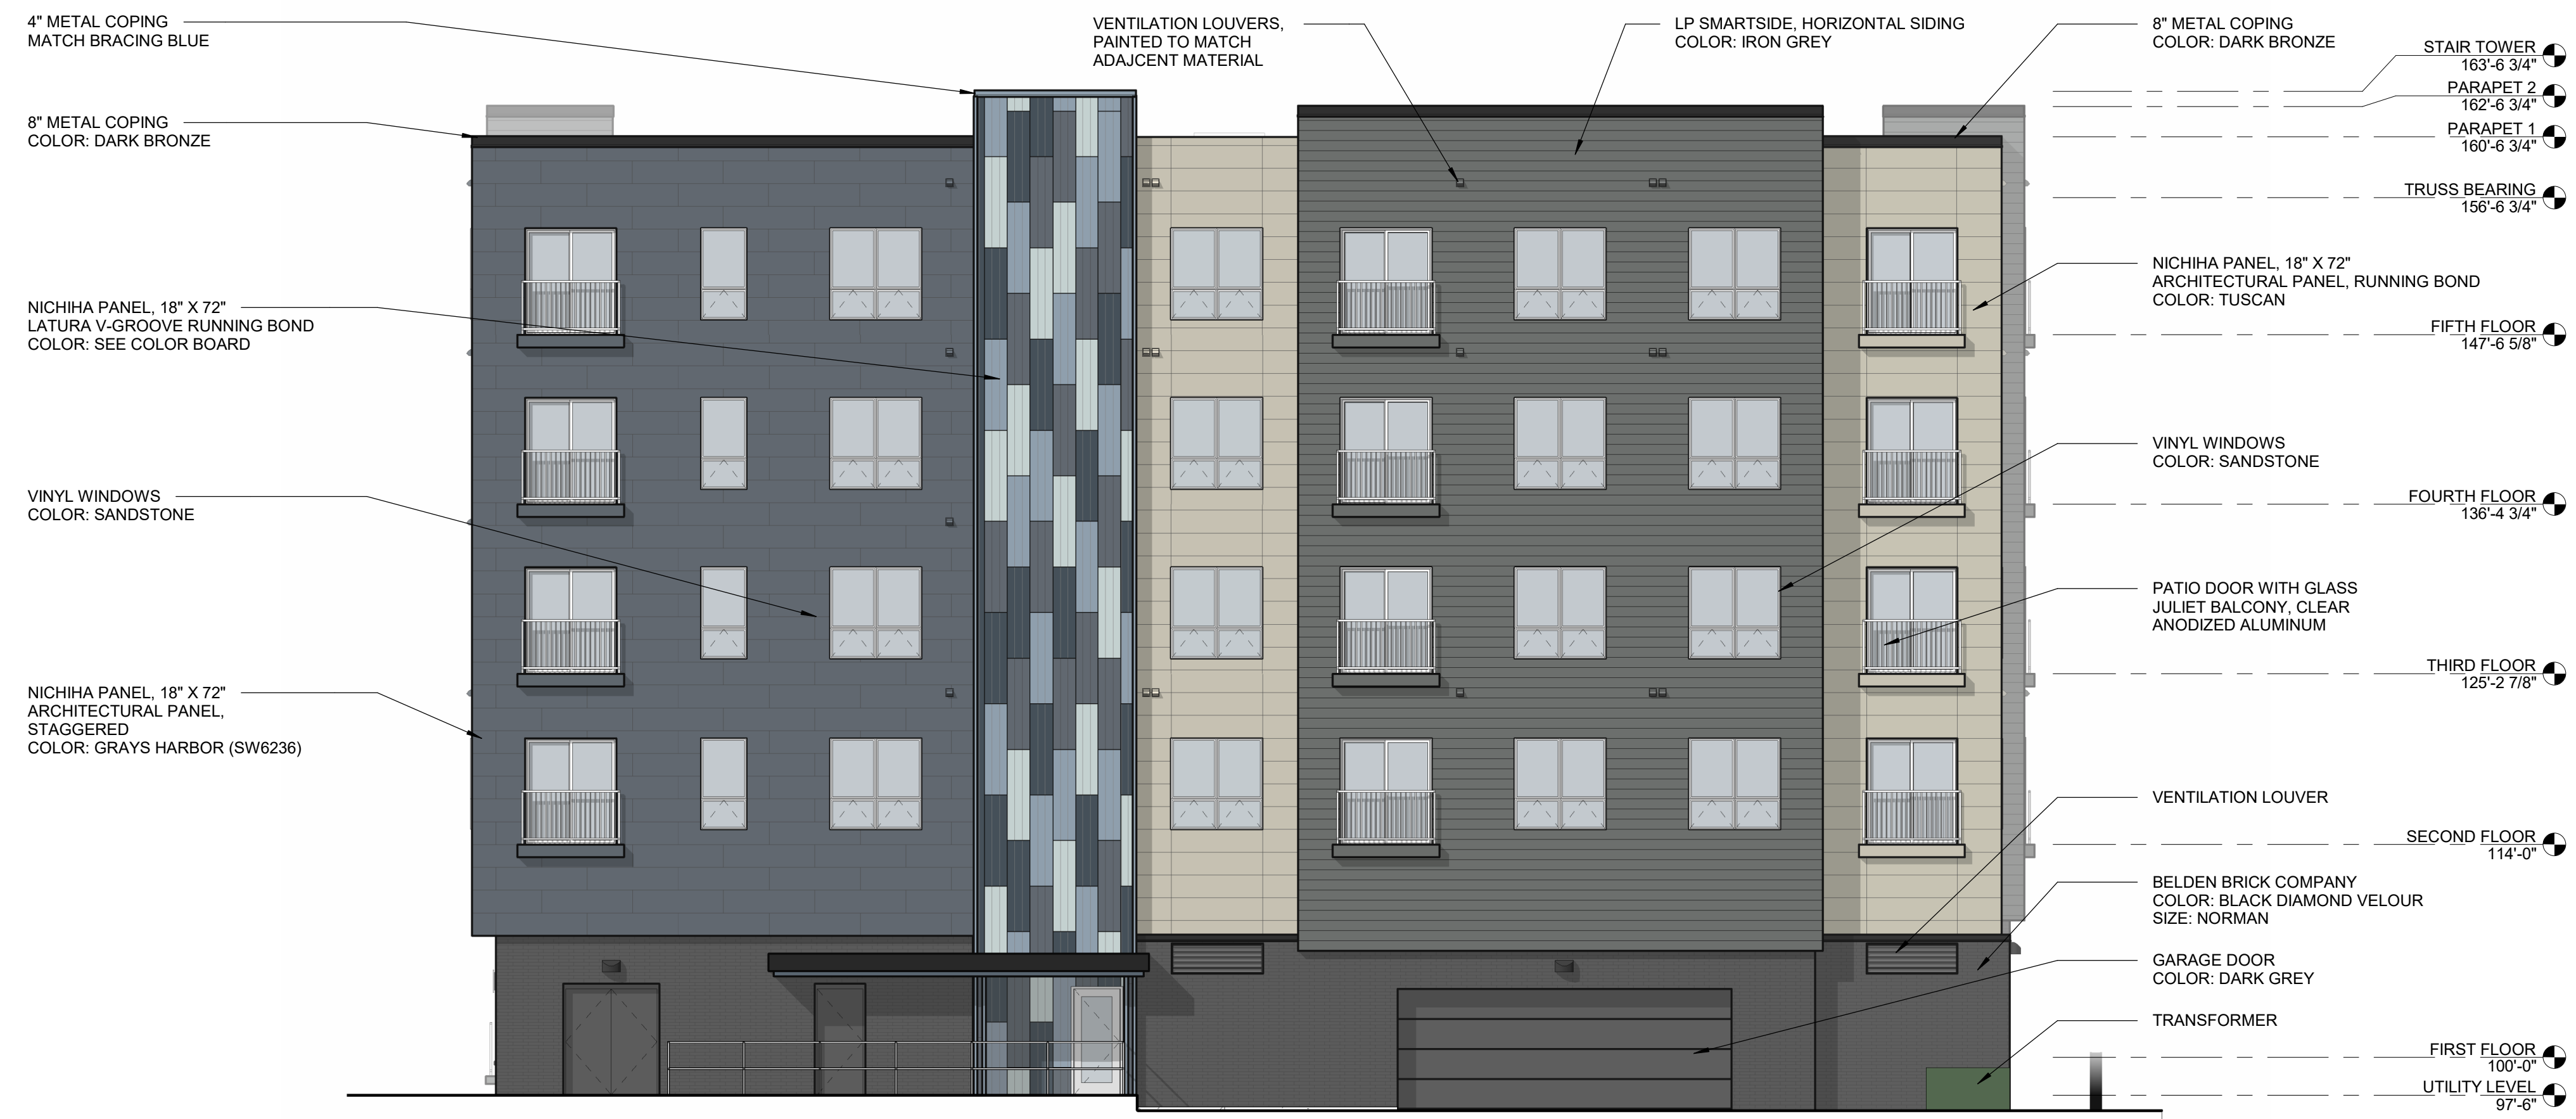 4" METAL COPING
MATCH BRACING BLUE
8" METAL COPING
COLOR: DARK BRONZE
NICHIHA PANEL, 18" X 72"
LATURA V-GROOVE RUNNING BOND
COLOR: SEE COLOR BOARD
VINYL WINDOWS
COLOR: SANDSTONE
NICHIHA PANEL, 18" X 72"
ARCHITECTURAL PANEL,
STAGGERED
COLOR: GRAYS HARBOR (SW6236)
VENTILATION LOUVERS,
PAINTED TO MATCH
ADAJCENT MATERIAL
LP SMARTSIDE, HORIZONTAL SIDING
COLOR: IRON GREY
8" METAL COPING
COLOR: DARK BRONZE
NICHIHA PANEL, 18" X 72"
ARCHITECTURAL PANEL, RUNNING BOND
COLOR: TUSCAN
VINYL WINDOWS
COLOR: SANDSTONE
PATIO DOOR WITH GLASS
JULIET BALCONY, CLEAR
ANODIZED ALUMINUM
VENTILATION LOUVER
BELDEN BRICK COMPANY
COLOR: BLACK DIAMOND VELOUR
SIZE: NORMAN
GARAGE DOOR
COLOR: DARK GREY
TRANSFORMER
STAIR TOWER
163'-6 3/4"
PARAPET 2
162'-6 3/4"
PARAPET 1
160'-6 3/4"
TRUSS BEARING
156'-6 3/4"
FIFTH FLOOR
147'-6 5/8"
FOURTH FLOOR
136'-4 3/4"
THIRD FLOOR
125'-2 7/8"
SECOND FLOOR
114'-0"
FIRST FLOOR
100'-0"
UTILITY LEVEL
97'-6"